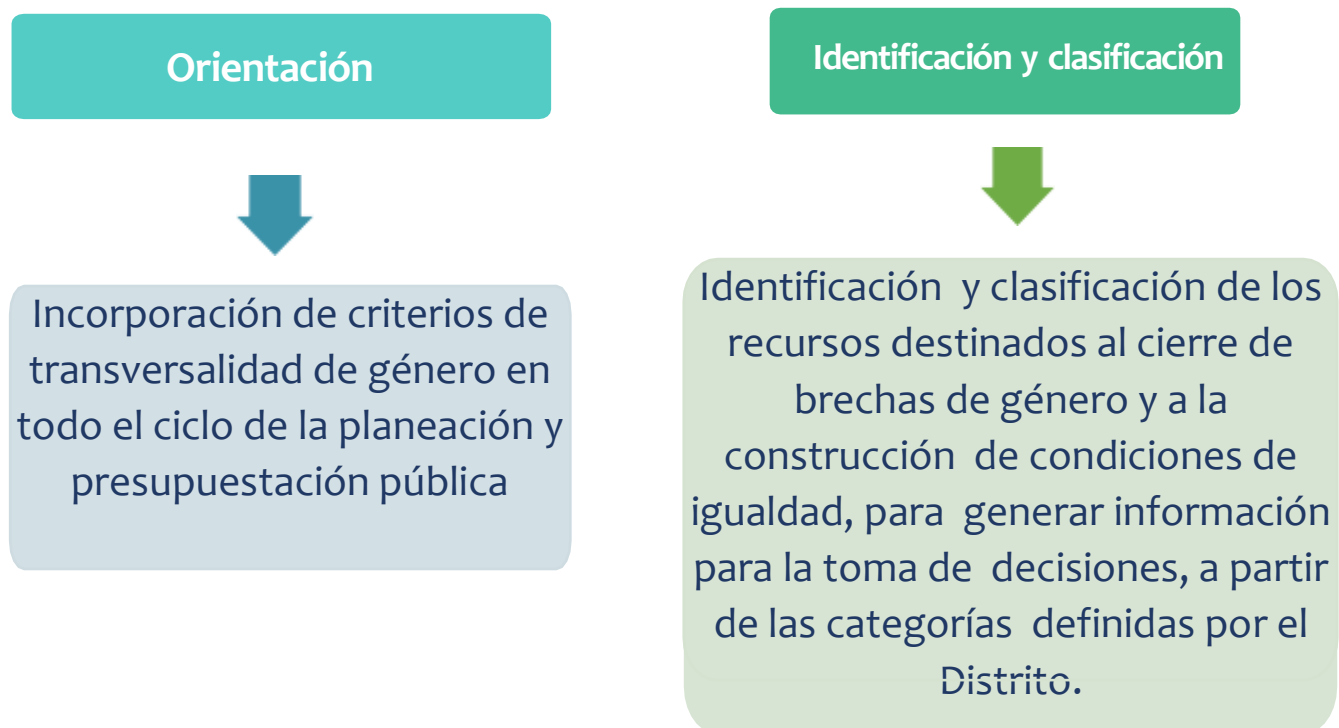 Orientación
Incorporación de criterios de
transversalidad de género en
todo el ciclo de la planeación y
presupuestación pública
Identificación y clasificación
Identificación y clasificación de los
recursos destinados al cierre de
brechas de género y a la
construcción de condiciones de
igualdad, para generar información
para la toma de decisiones, a partir
de las categorías definidas por el
Distrito.